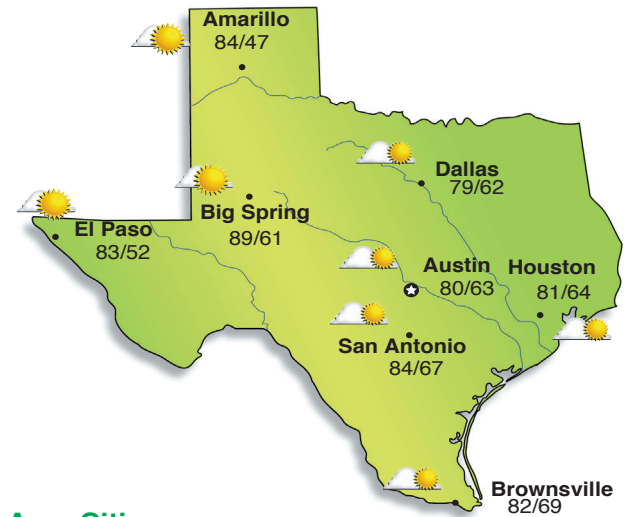 Amarillo
84/47
Dallas
79/62
Big Spring
89/61
El Paso
83/52
Austin
80/63
Houston
81/64
San Antonio
84/67
Brownsville
82/69